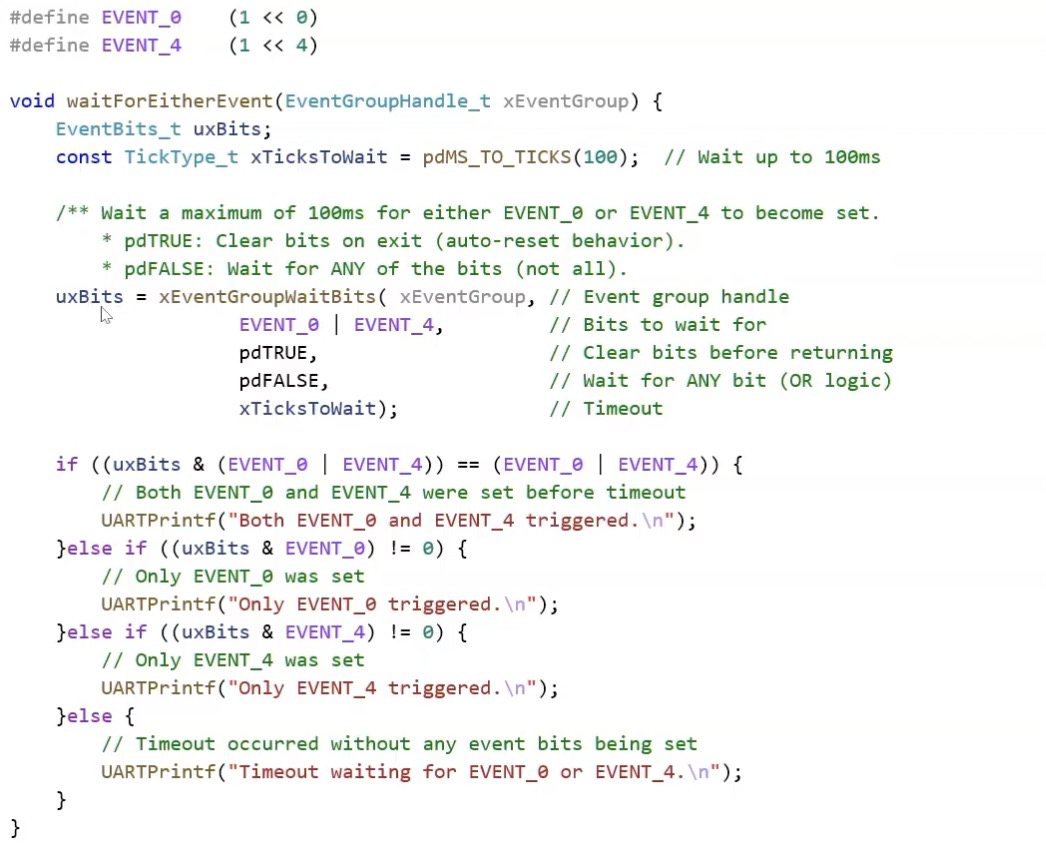 #define EVENT_0    (1 << 0)
#define EVENT_4    (1 << 4)

void waitForEitherEvent(EventGroupHandle_t xEventGroup) {
    EventBits_t uxBits;
    const TickType_t xTicksToWait = pdMS_TO_TICKS(100);  // Wait up to 100ms

    /** Wait a maximum of 100ms for either EVENT_0 or EVENT_4 to become set.
        * pdTRUE: Clear bits on exit (auto-reset behavior).
        * pdFALSE: Wait for ANY of the bits (not all).
    uxBits = xEventGroupWaitBits( xEventGroup, // Event group handle
                    EVENT_0 | EVENT_4,         // Bits to wait for
                    pdTRUE,                    // Clear bits before returning
                    pdFALSE,                   // Wait for ANY bit (OR logic)
                    xTicksToWait);             // Timeout

    if ((uxBits & (EVENT_0 | EVENT_4)) == (EVENT_0 | EVENT_4)) {
        // Both EVENT_0 and EVENT_4 were set before timeout
        UARTPrintf("Both EVENT_0 and EVENT_4 triggered.\n");
    }else if ((uxBits & EVENT_0) != 0) {
        // Only EVENT_0 was set
        UARTPrintf("Only EVENT_0 triggered.\n");
    }else if ((uxBits & EVENT_4) != 0) {
        // Only EVENT_4 was set
        UARTPrintf("Only EVENT_4 triggered.\n");
    }else {
        // Timeout occurred without any event bits being set
        UARTPrintf("Timeout waiting for EVENT_0 or EVENT_4.\n");
    }
}